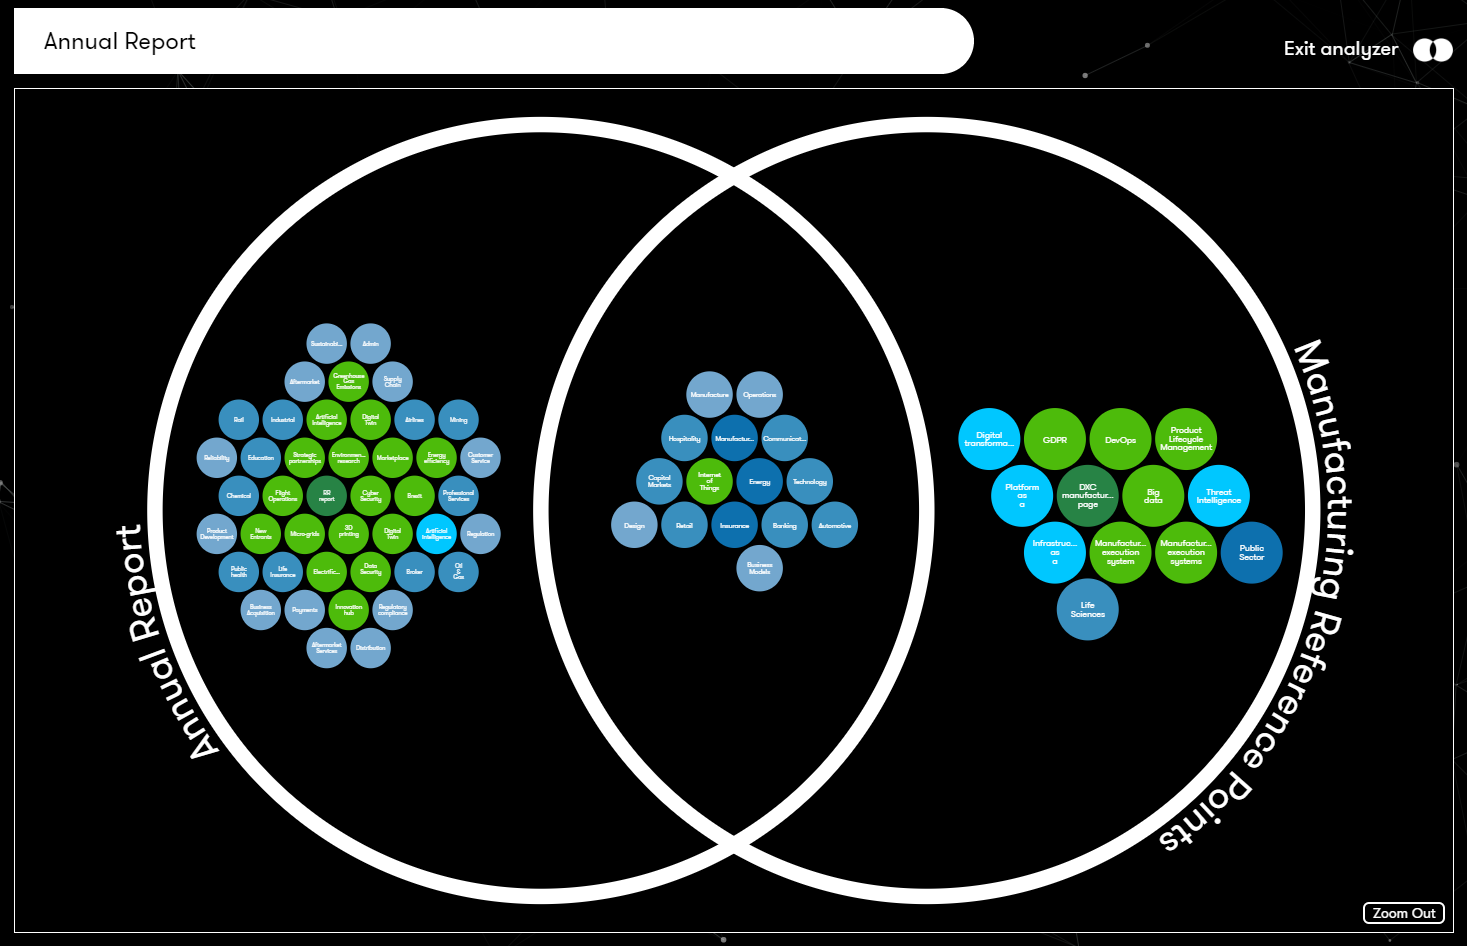 Annual Report
Exit analyzer
Annual Report
Manufacturing Reference Points
Sustainabi...
Admin
Aftermarket
Greenhouse
Gas
Emissions
Supply
Chain
Rail
Industrial
Artificial
Intelligence
Digital
Twin
Airlines
Mining
Reliability
Education
Strategic
partnerships
Environmen...
research
Marketplace
Energy
efficiency
Customer
Service
Chemical
Flight
Operations
RR
report
Cyber
Security
Brexit
Professional
Services
Product
Development
New
Entrants
Micro-grids
3D
printing
Digital
Twin
Artificial
intelligence
Regulation
Public
health
Life
Insurance
Electrific...
Data
Security
Broker
Oil
&
Gas
Business
Acquisition
Payments
Innovation
hub
Regulatory
compliance
Aftermarket
Services
Distribution
Manufacture
Operations
Hospitality
Manufactur...
Communicat...
Capital
Markets
Internet
of
Things
Energy
Technology
Design
Retail
Insurance
Banking
Automotive
Business
Models
Digital
transforma...
GDPR
DevOps
Product
Lifecycle
Management
Platform
as
a
DXC
manufactur...
page
Big
data
Threat
Intelligence
Infrastruc...
as
a
Manufactur...
execution
system
Manufactur...
execution
systems
Public
Sector
Life
Sciences
Zoom Out